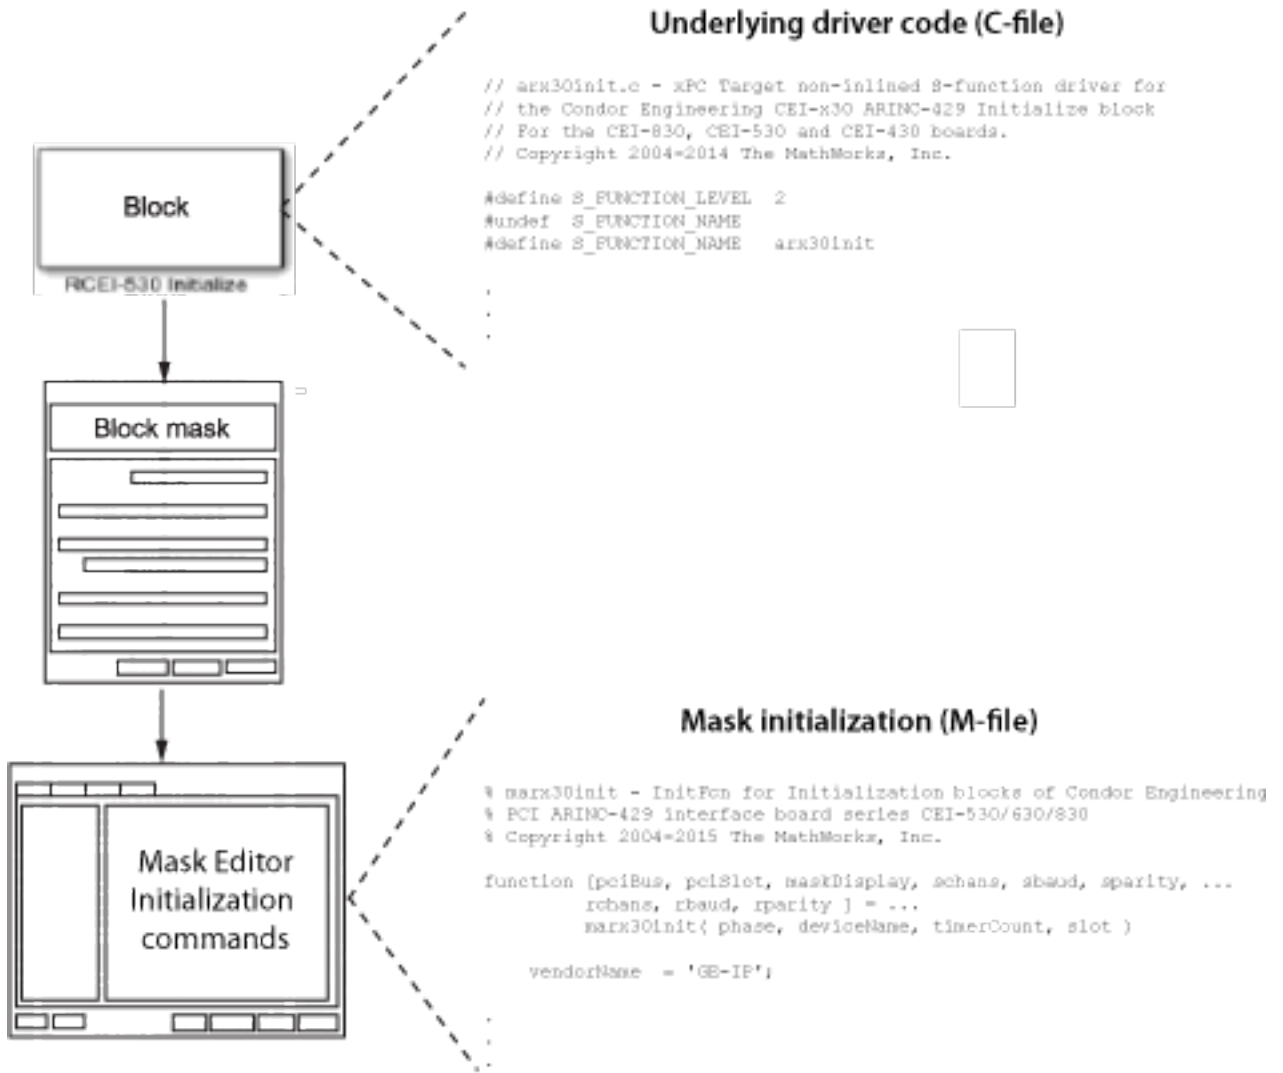 Underlying driver code (C-file)
// arx30init.c - xPC Target non-inlined S-function driver for
// the Condor Engineering CEI-x30 ARINC-429 Initialize block
// For the CEI-830, CEI-530 and CEI-430 boards.
// Copyright 2004-2014 The MathWorks, Inc.
#define S_FUNCTION_LEVEL 2
#undef S_FUNCTION_NAME
#define S_FUNCTION_NAME arx30init
.
.
.
Block
RCEI-530 Initialize
Block mask
Mask Editor
Initialization
commands
Mask initialization (M-file)
% marx30init - InitFcn for Initialization blocks of Condor Engineering
% PCI ARINC-429 interface board series CEI-530/630/830
% Copyright 2004-2015 The MathWorks, Inc.
function [pciBus, pciSlot, maskDisplay, schans, sbaud, sparity, ...
rchans, rbaud, rparity ] = ...
marx30init( phase, deviceName, timerCount, slot )
vendorName = 'GE-IP';
.
.
.